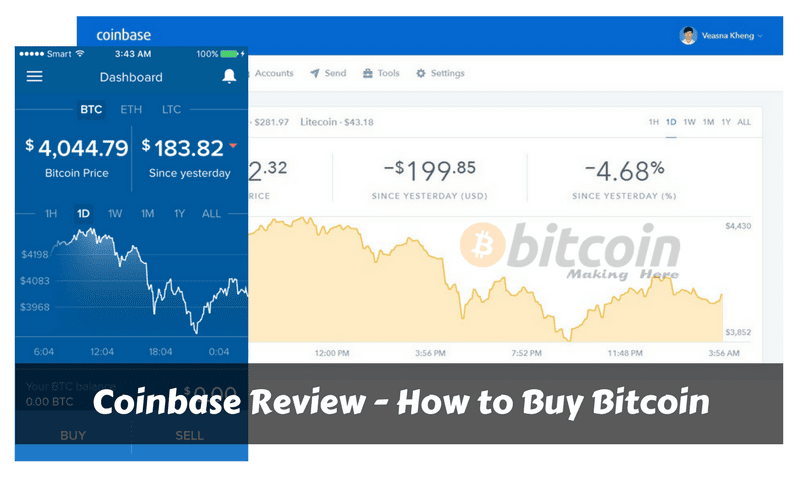 coinbase
Veasna Kheng
Smart 3:43 AM 100%
Dashboard
Accounts Send Tools Settings
BTC ETH LTC
· $281.97 Litecoin · $43.18
1H 1D 1W 1M 1Y ALL
$4,044.79 $183.82
Bitcoin Price Since yesterday
2.32 −$199.85 −4.68%
RICE SINCE YESTERDAY (USD) SINCE YESTERDAY (%)
1H 1D 1W 1M 1Y ALL
$4198
$4083
$3968
$4,430
bitcoin
Making Here
$3,852
6:04 12:04 18:04 0:04
12:00 PM 3:56 PM 7:52 PM 11:48 PM 3:56 AM
Your BTC balance
0.00 BTC $0.00
Coinbase Review - How to Buy Bitcoin
BUY SELL